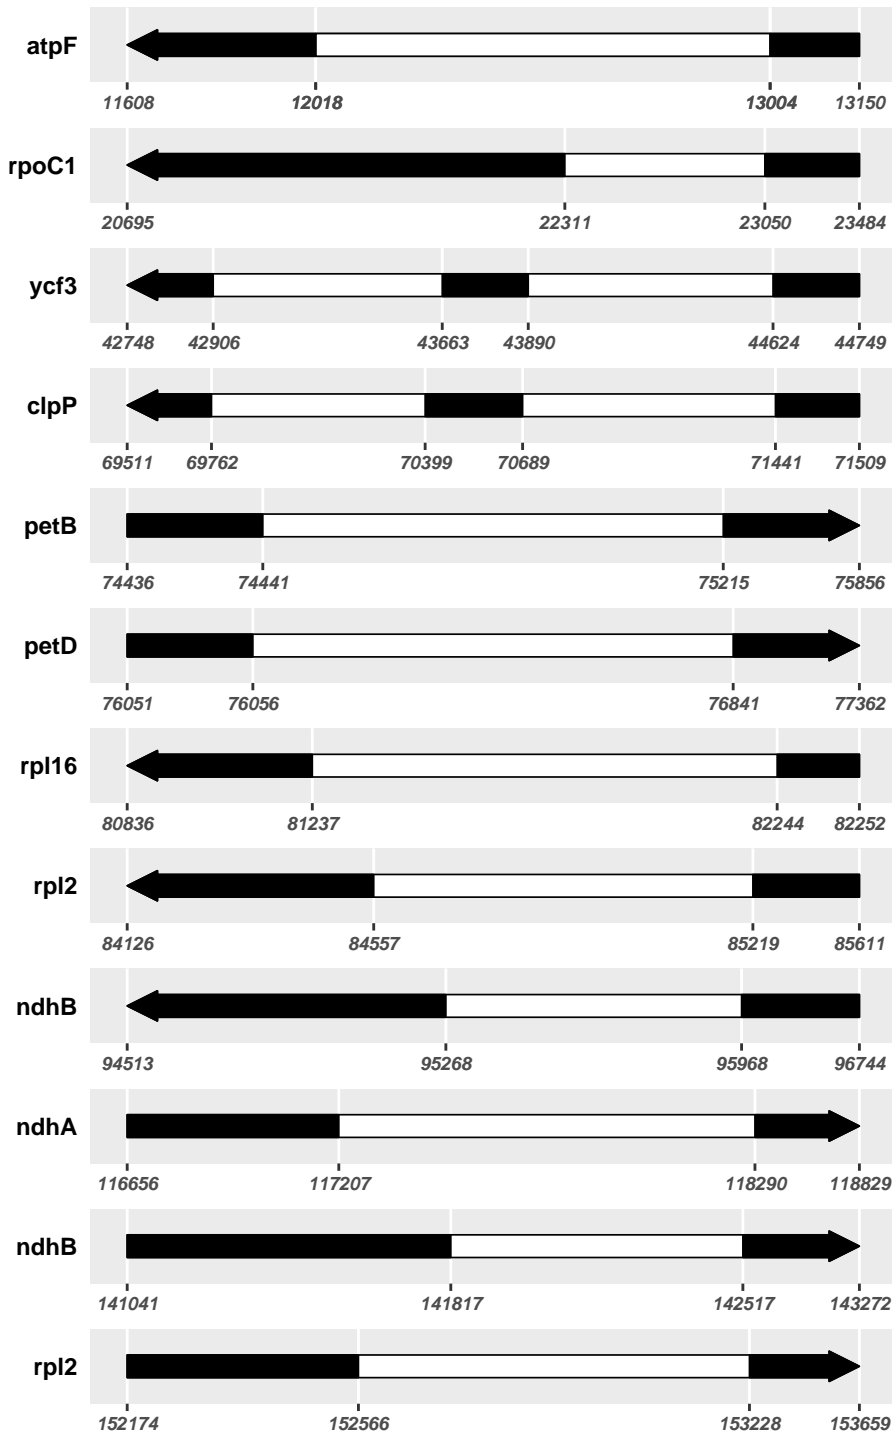 atpF
11608 12018 13004 13150
rpoC1
20695 22311 23050 23484
ycf3
42748 42906 43663 43890 44624 44749
clpP
69511 69762 70399 70689 71441 71509
petB
74436 74441 75215 75856
petD
76051 76056 76841 77362
rpl16
80836 81237 82244 82252
rpl2
84126 84557 85219 85611
ndhB
94513 95268 95968 96744
ndhA
116656 117207 118290 118829
ndhB
141041 141817 142517 143272
rpl2
152174 152566 153228 153659